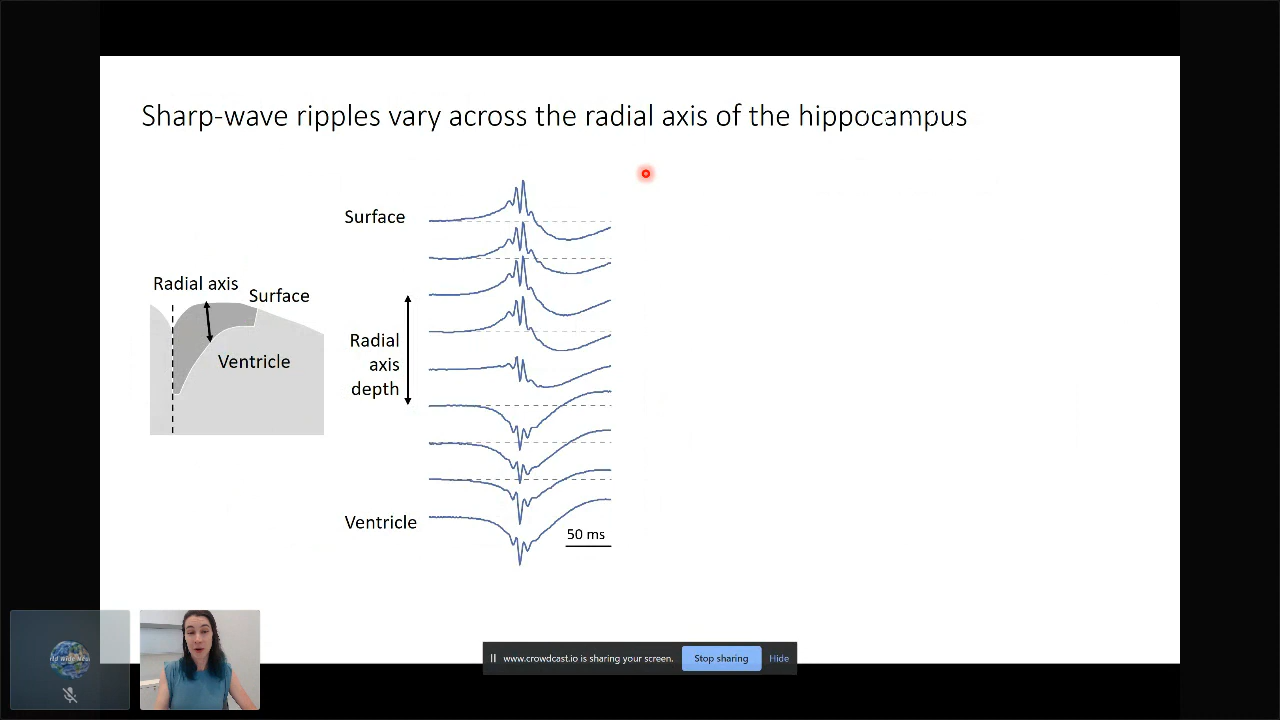 Sharp-wave ripples vary across the radial axis of the hippocampus
Surface
Radial axis
Surface
Ventricle
Radial
axis
depth
Ventricle
50 ms
www.crowdcast.io is sharing your screen.
Stop sharing
Hide